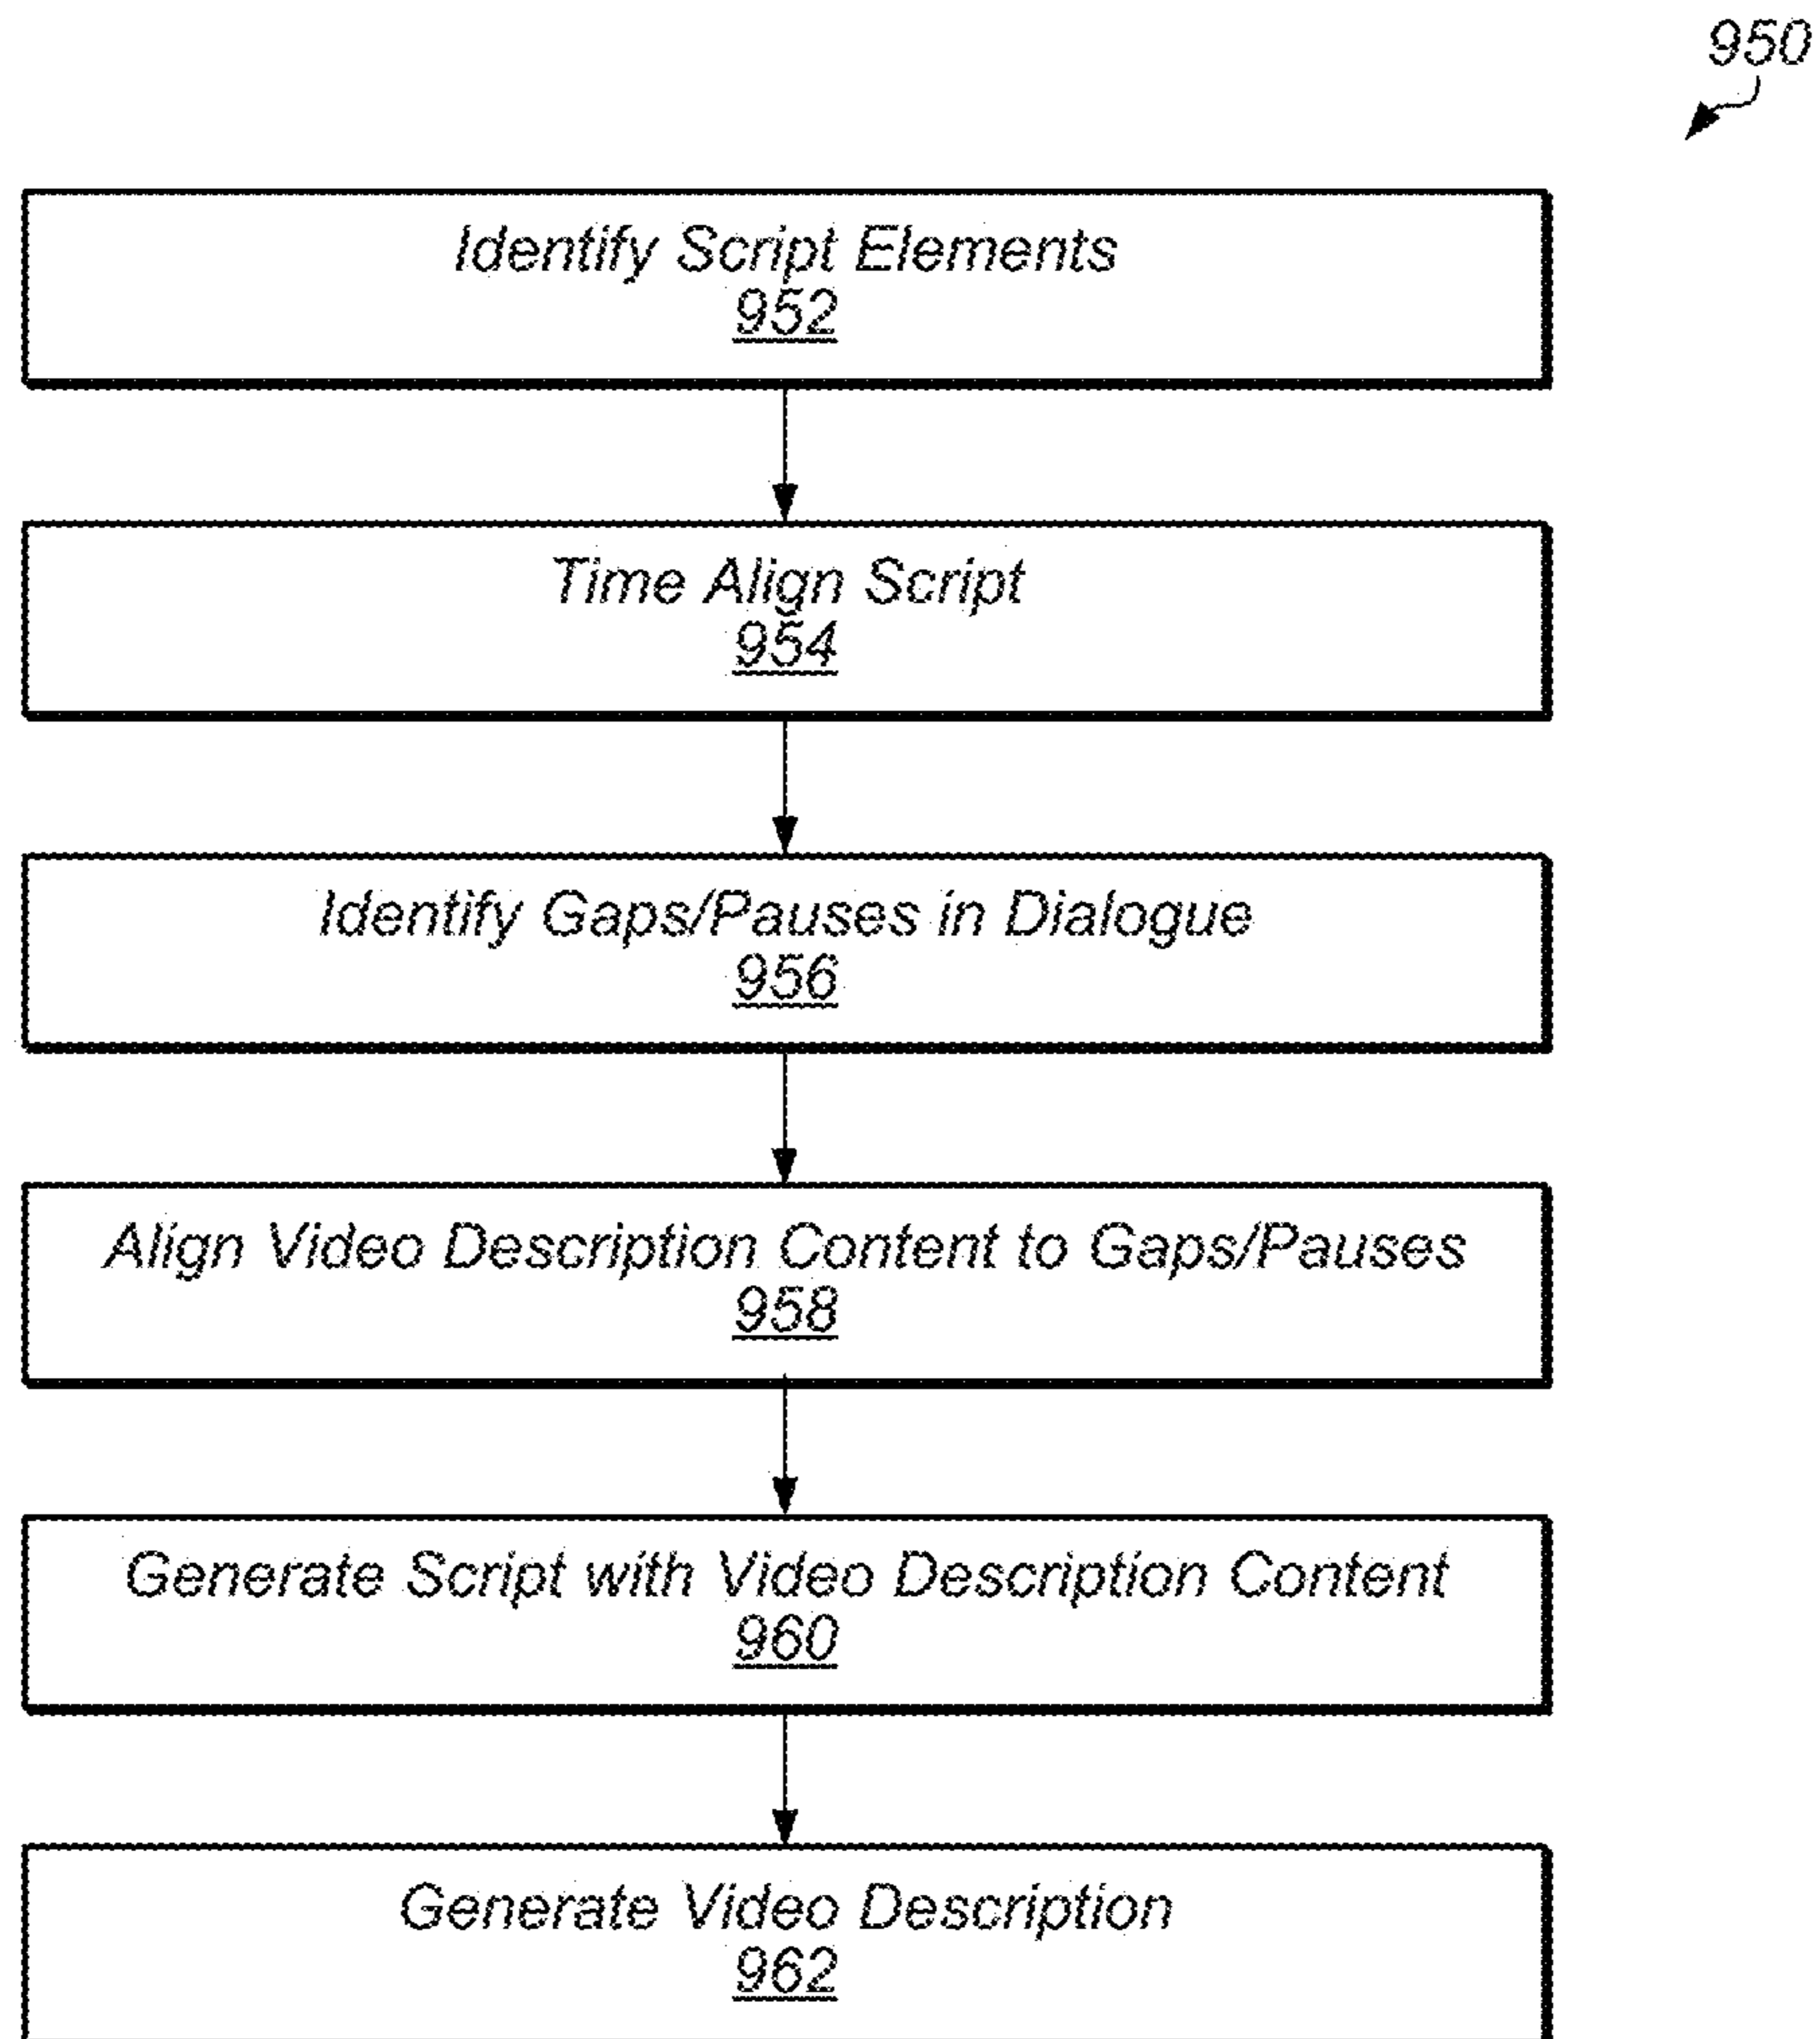 950
Identify Script Elements
952
Time Align Script
954
Identify Gaps/Pauses in Dialogue
956
Align Video Description Content to Gaps/Pauses
958
Generate Script with Video Description Content
960
Generate Video Description
962